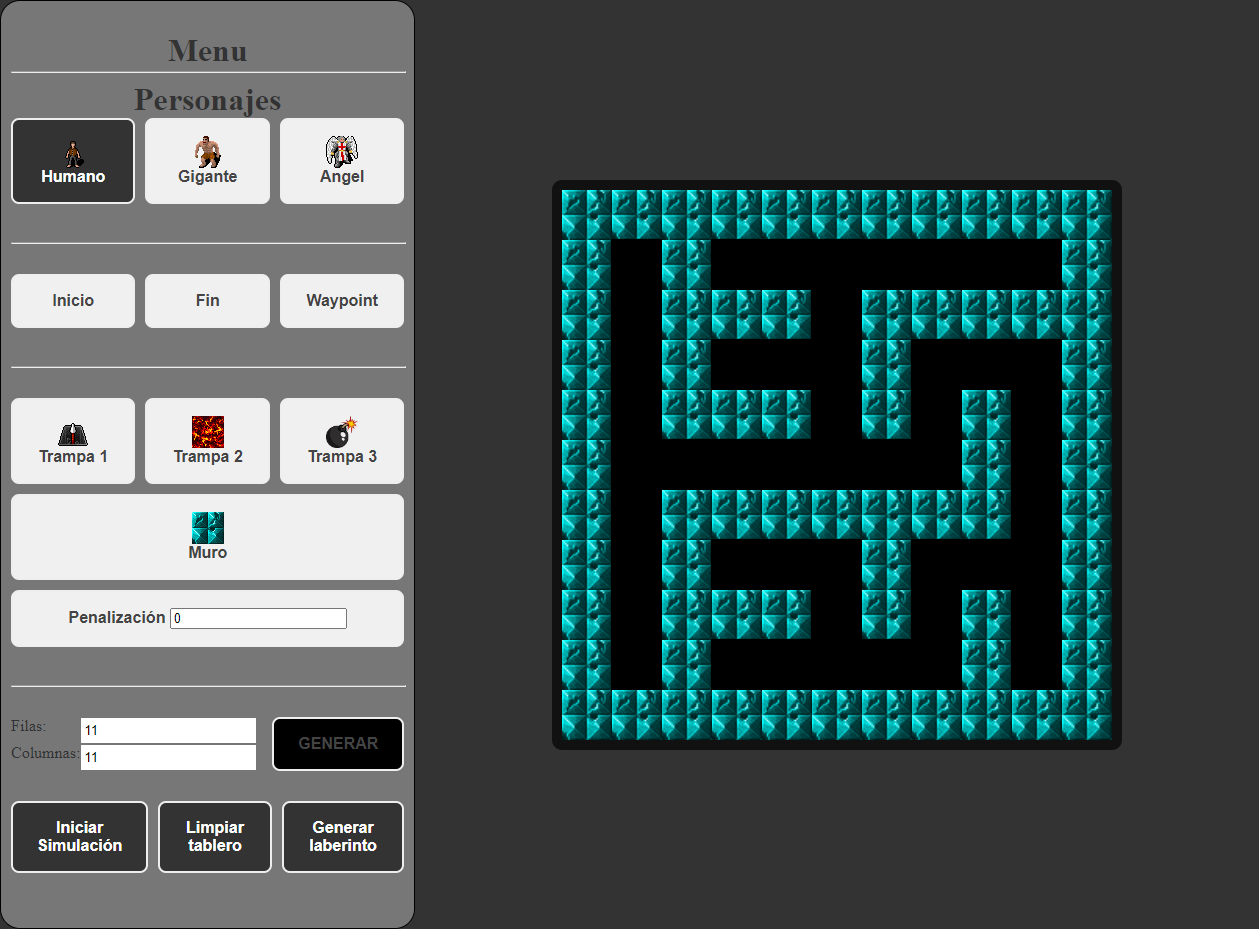 Menu
Personajes
Humano
Gigante
Angel
Inicio
Fin
Waypoint
Trampa 1
Trampa 2
Trampa 3
Muro
Penalización 0
Filas: 11
Columnas: 11
GENERAR
Iniciar
Simulación
Limpiar
tablero
Generar
laberinto